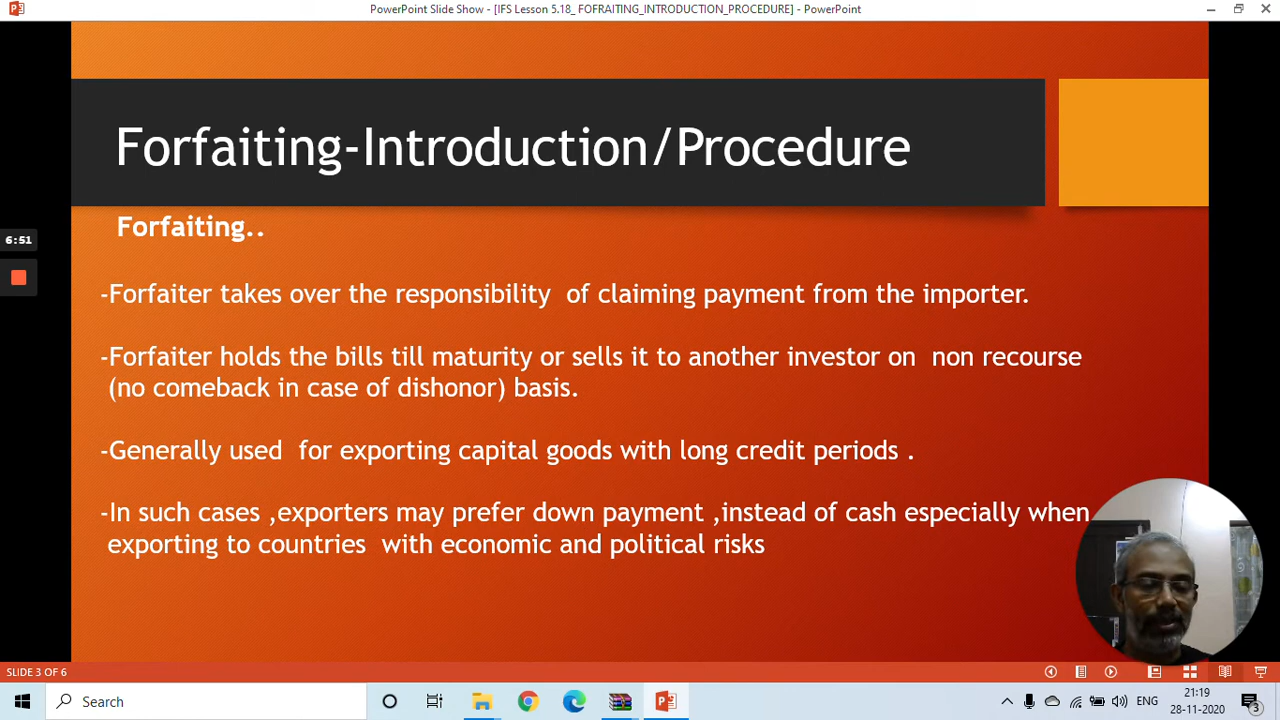 PowerPoint Slide Show - [IFS Lesson 5.18_ FOFRAITING_INTRODUCTION_PROCEDURE] - PowerPoint
Forfaiting-Introduction/Procedure
Forfaiting..
6:51
-Forfaiter takes over the responsibility of claiming payment from the importer.
-Forfaiter holds the bills till maturity or sells it to another investor on non recourse
(no comeback in case of dishonor) basis.
-Generally used for exporting capital goods with long credit periods .
-In such cases ,exporters may prefer down payment ,instead of cash especially when
exporting to countries with economic and political risks
SLIDE 3 OF 6
Search
ENG
21:19
28-11-2020
3